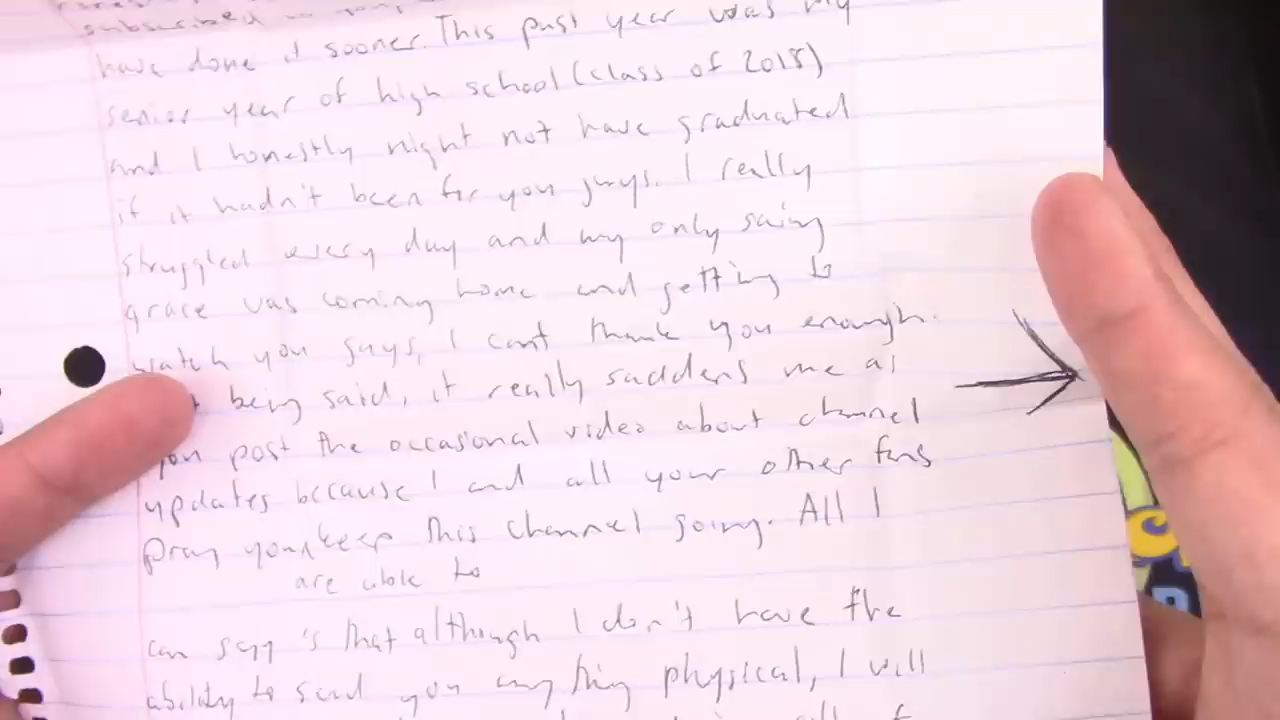 subscribed
have done it sooner. This past year was my
senior year of high school (class of 2018)
and I honestly might not have graduated
if it hadn't been for you guys. I really
struggled every day and my only saing
grace was coming home and getting to
watch you guys, I cant thank you enough.
being said, it really saddens me as
you post the occasional video about channel
updates because I and all your other fans
pray you keep this channel going. All I
are able to
can say is that although I don't have the
ability to send you anything physical, I will